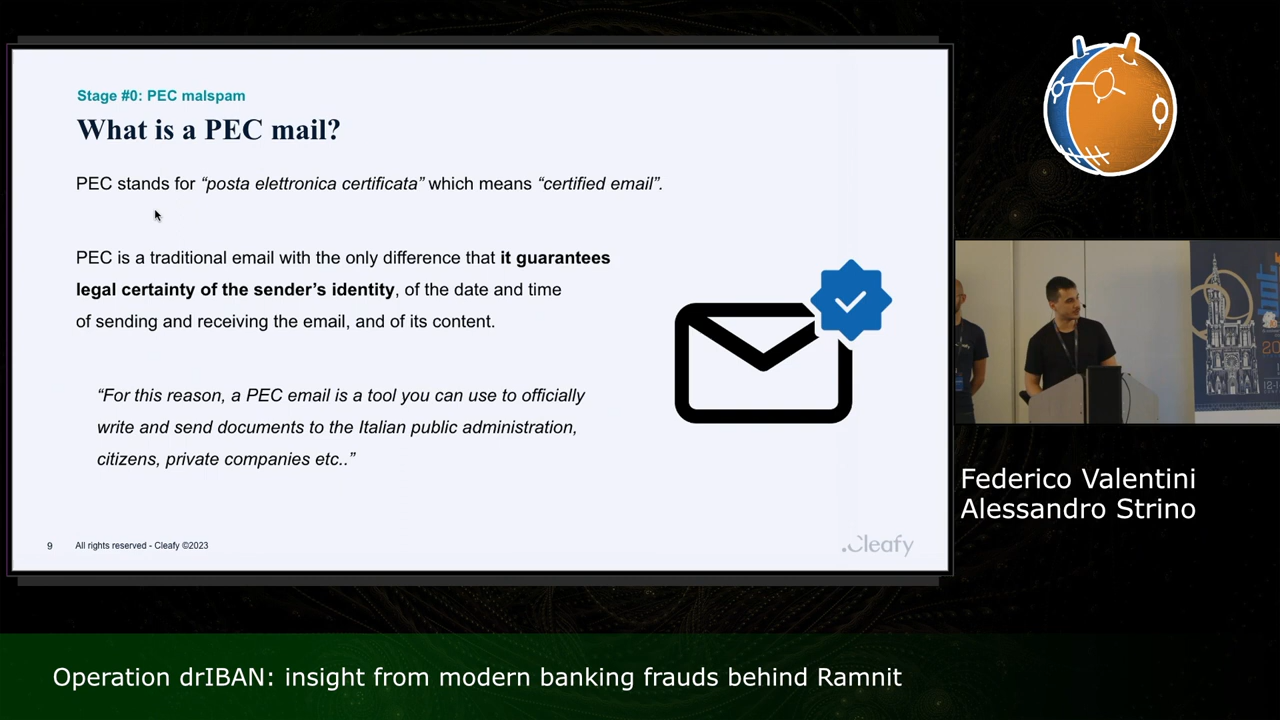 Stage #0: PEC malspam
What is a PEC mail?
PEC stands for “posta elettronica certificata” which means “certified email”.
PEC is a traditional email with the only difference that it guarantees
legal certainty of the sender’s identity, of the date and time
of sending and receiving the email, and of its content.
“For this reason, a PEC email is a tool you can use to officially
write and send documents to the Italian public administration,
citizens, private companies etc..”
9
All rights reserved - Cleafy ©2023
.Cleafy
Federico Valentini
Alessandro Strino
Operation drIBAN: insight from modern banking frauds behind Ramnit